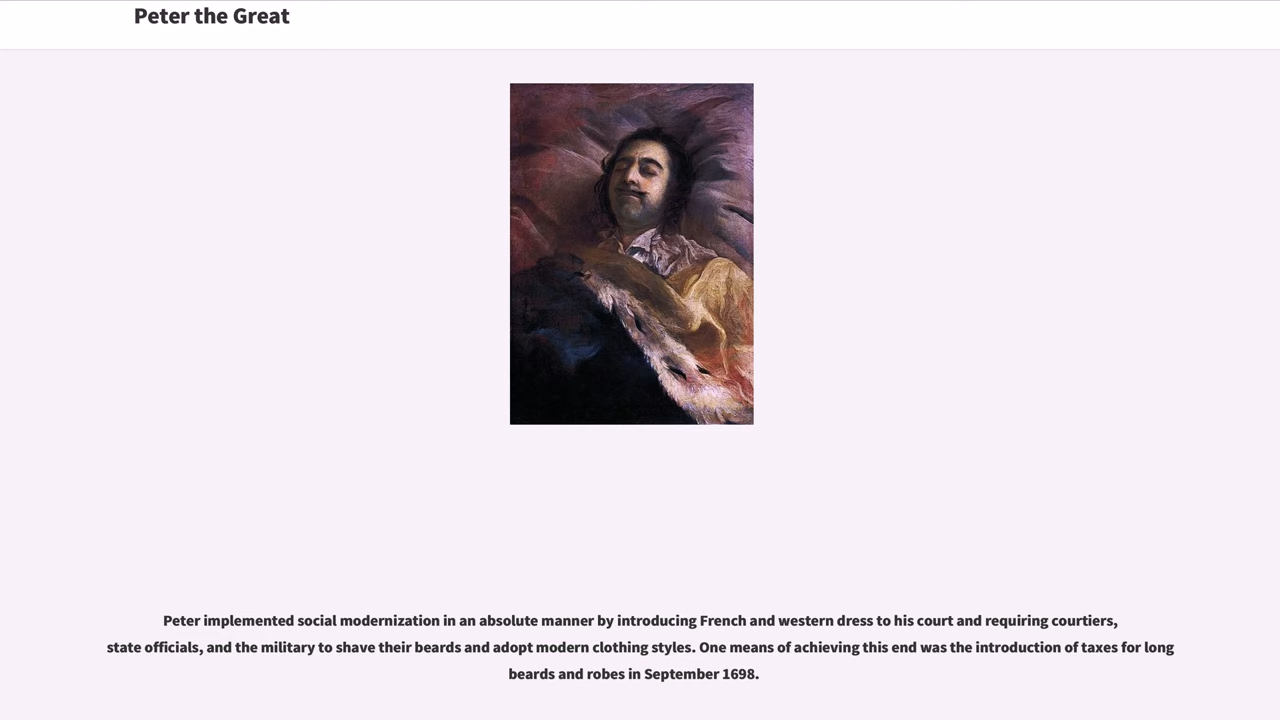 Peter the Great
Peter implemented social modernization in an absolute manner by introducing French and western dress to his court and requiring courtiers,
state officials, and the military to shave their beards and adopt modern clothing styles. One means of achieving this end was the introduction of taxes for long
beards and robes in September 1698.